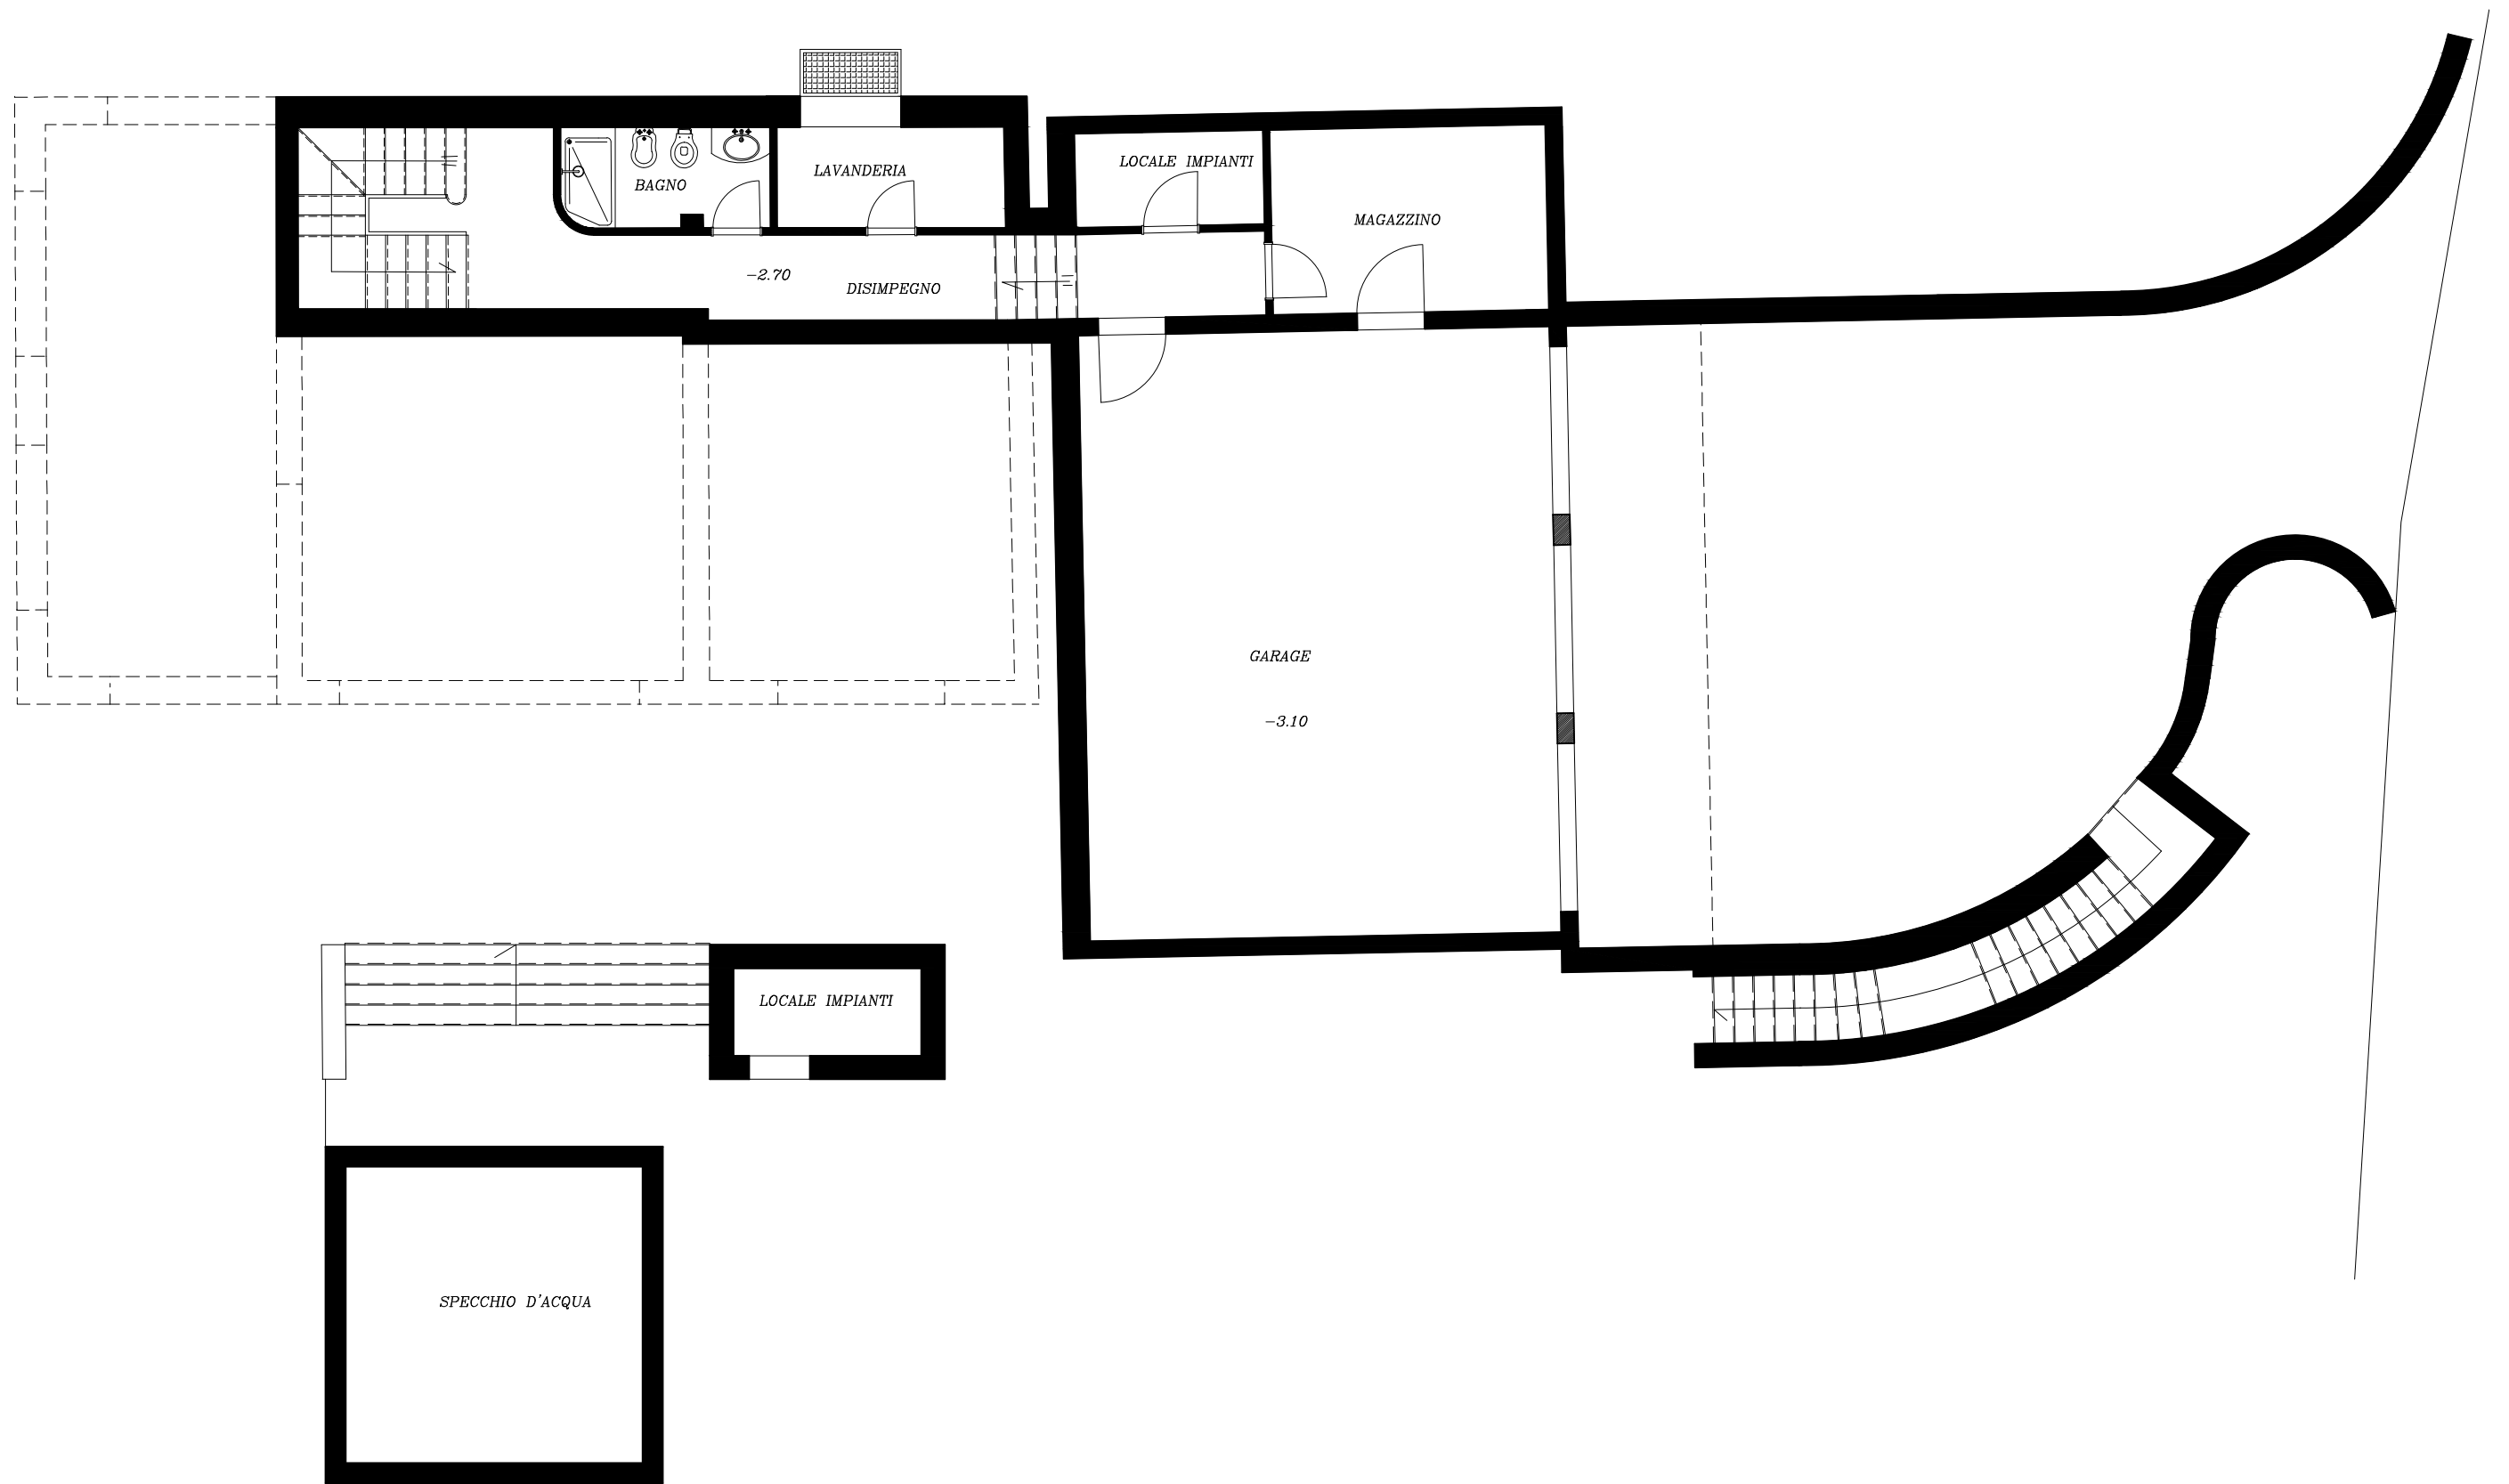 LOCALE IMPIANTI
LAVANDERIA
BAGNO
MAGAZZINO
-2.70
DISIMPEGNO
GARAGE
-3.10
LOCALE IMPIANTI
SPECCHIO D'ACQUA